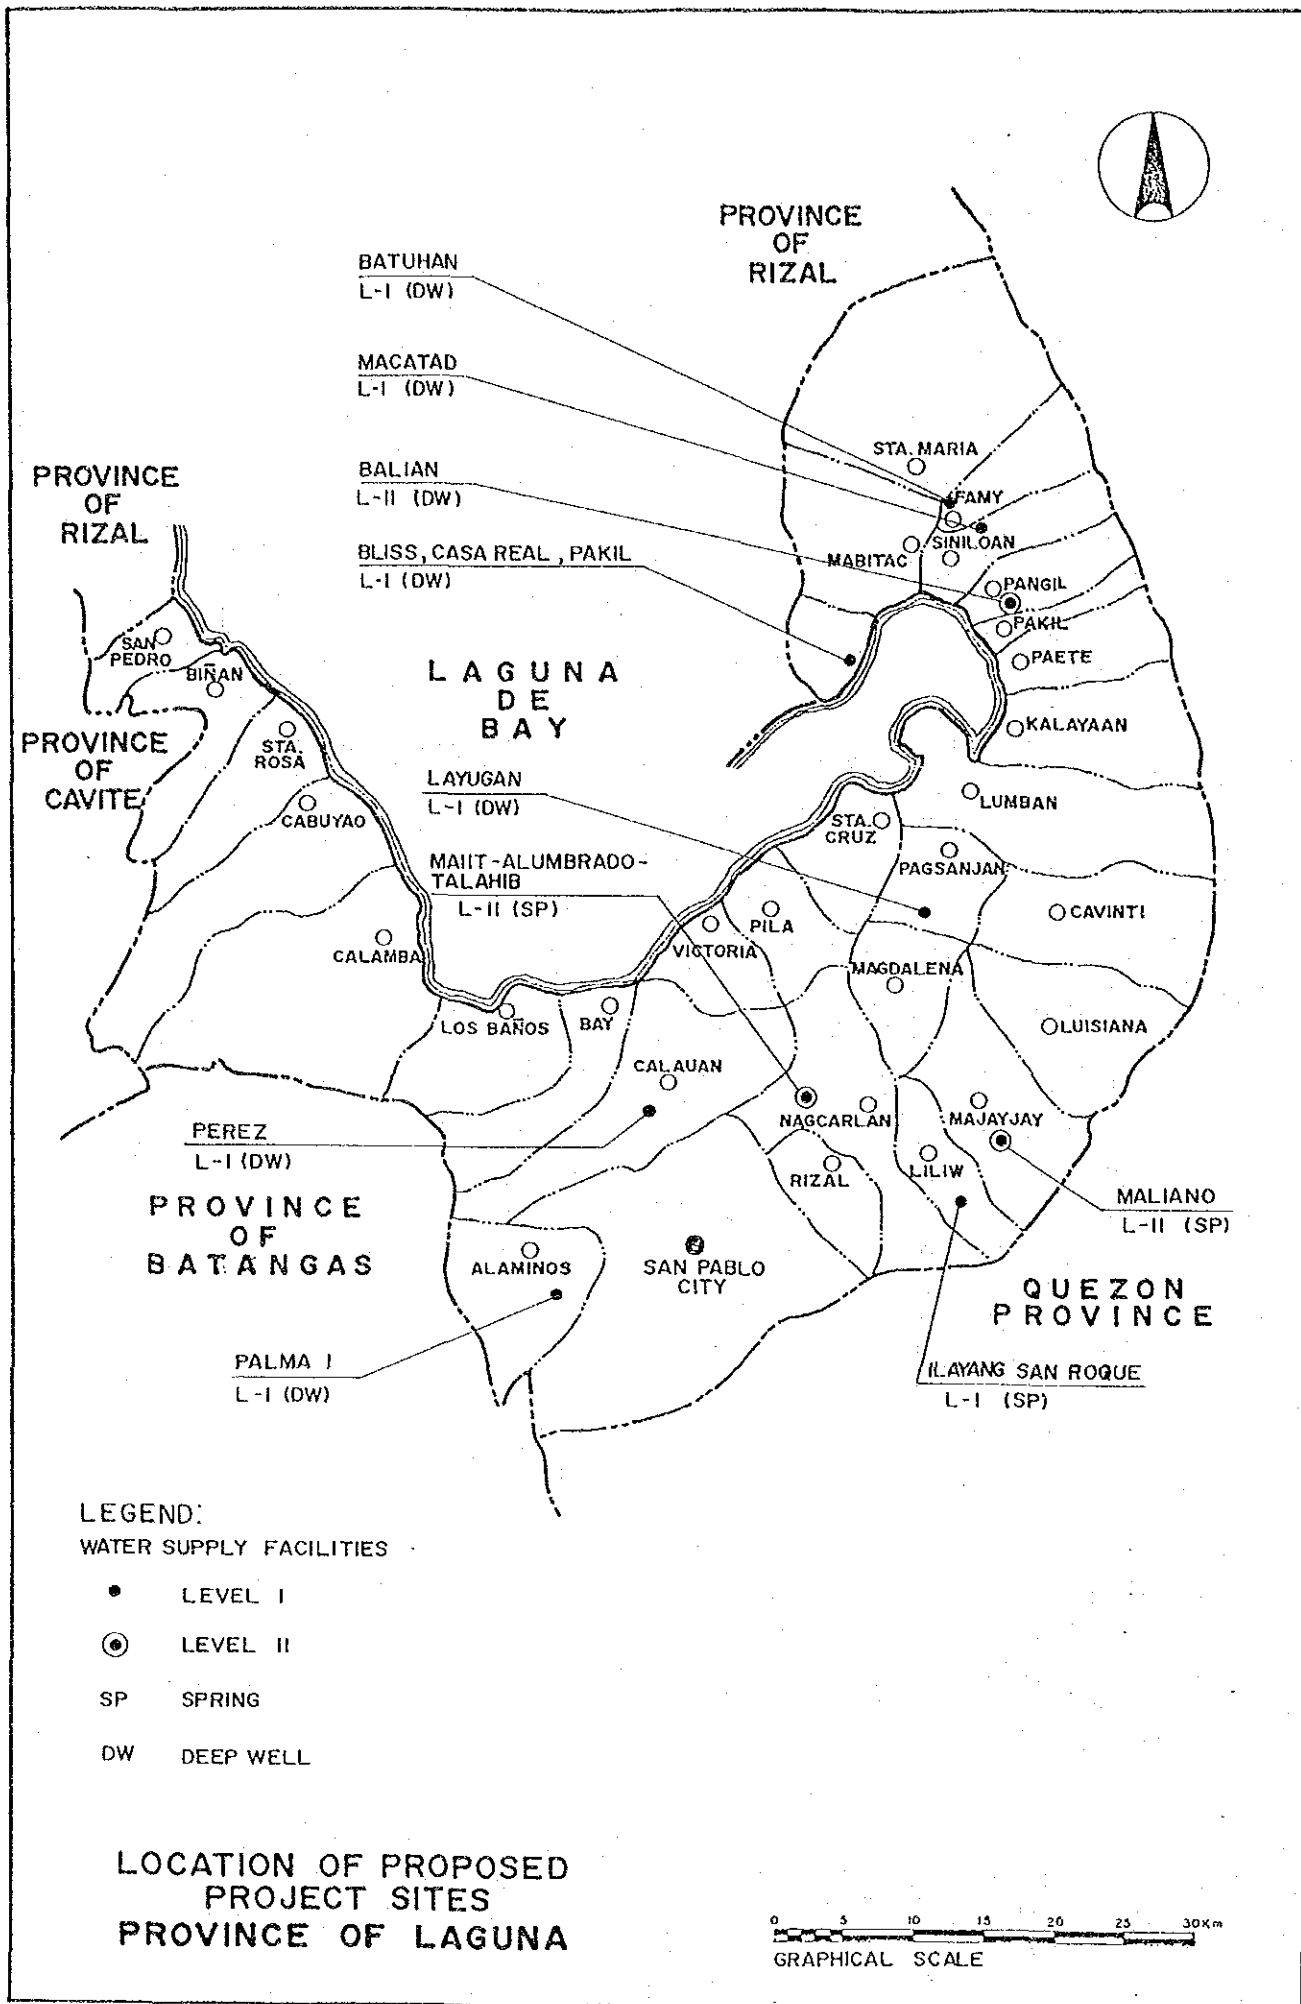 PROVINCE
OF
RIZAL
BATUHAN
L-I (DW)
MACATAD
L-I (DW)
BALIAN
L-II (DW)
BLISS, CASA REAL, PAKIL
L-I (DW)
STA. MARIA
FAMY
SINILOAN
MABITAC
PANGIL
PAKIL
PAETE
KALAYAAN
LUMBAN
PROVINCE
OF
RIZAL
SAN
PEDRO
BIÑAN
PROVINCE
OF
CAVITE
STA.
ROSA
CABUYAO
CALAMBA
LAGUNA
DE
BAY
LAYUGAN
L-I (DW)
MAIIT-ALUMBRADO-
TALAHIB
L-II (SP)
STA.
CRUZ
PAGSANJAN
CAVINTI
PILA
VICTORIA
MAGDALENA
LUISIANA
LOS BAÑOS
BAY
CALAUAN
NAGCARLAN
MAJAYJAY
RIZAL
LILIW
PEREZ
L-I (DW)
PROVINCE
OF
BATANGAS
MALIANO
L-II (SP)
ALAMINOS
SAN PABLO
CITY
QUEZON
PROVINCE
PALMA I
L-I (DW)
ILAYANG SAN ROQUE
L-I (SP)
LEGEND:
WATER SUPPLY FACILITIES
LEVEL I
LEVEL II
SP SPRING
DW DEEP WELL
LOCATION OF PROPOSED
PROJECT SITES
PROVINCE OF LAGUNA
0 5 10 15 20 25 30Km
GRAPHICAL SCALE